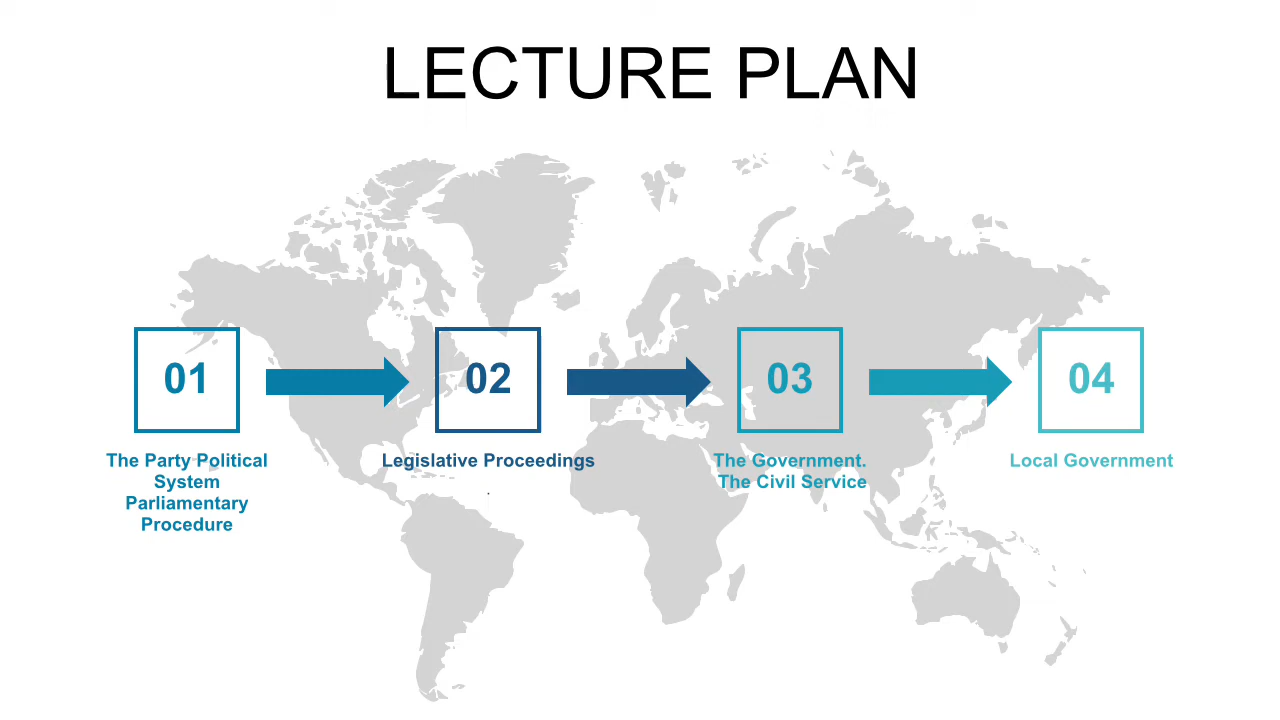 LECTURE PLAN
01
02
03
04
The Party Political
System
Parliamentary
Procedure
Legislative Proceedings
.
The Government.
The Civil Service
Local Government